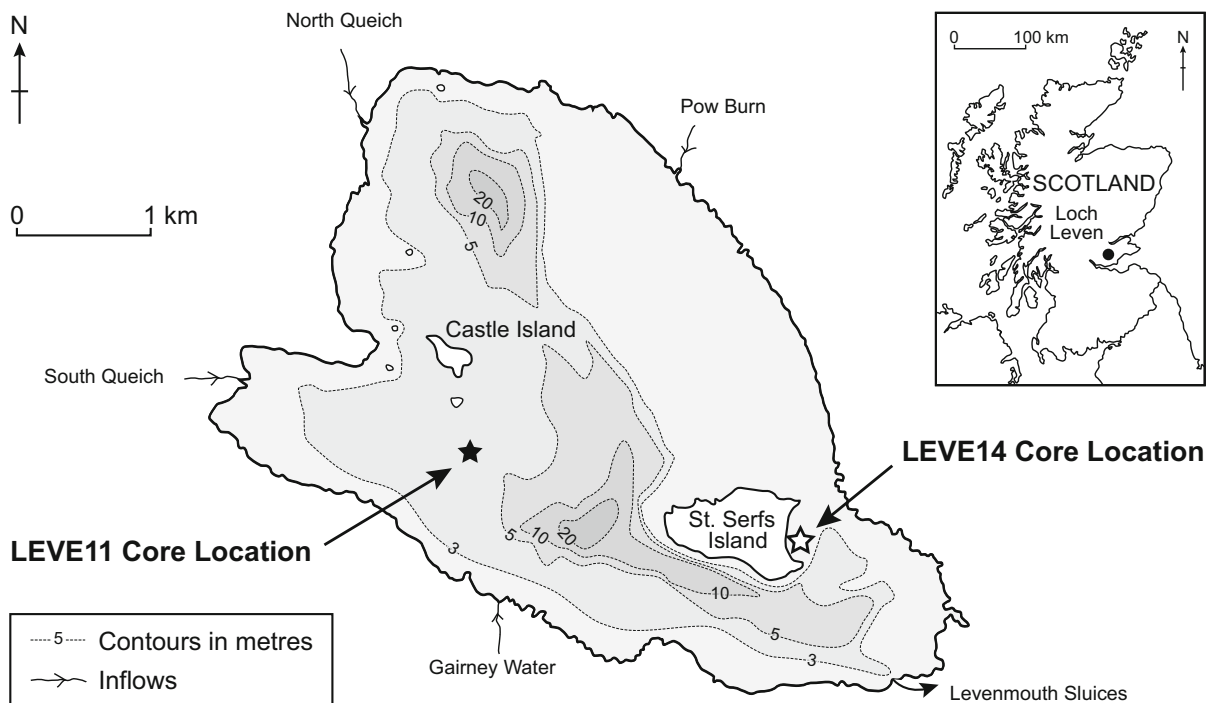 North Queich
N
Pow Burn
0 1 km
20
10
5
Castle Island
South Queich
LEVE11 Core Location
LEVE14 Core Location
St. Serfs
Island
5
10
20
3
10
5
3
Gairney Water
Levenmouth Sluices
5 Contours in metres
Inflows
0 100 km
N
SCOTLAND
Loch
Leven